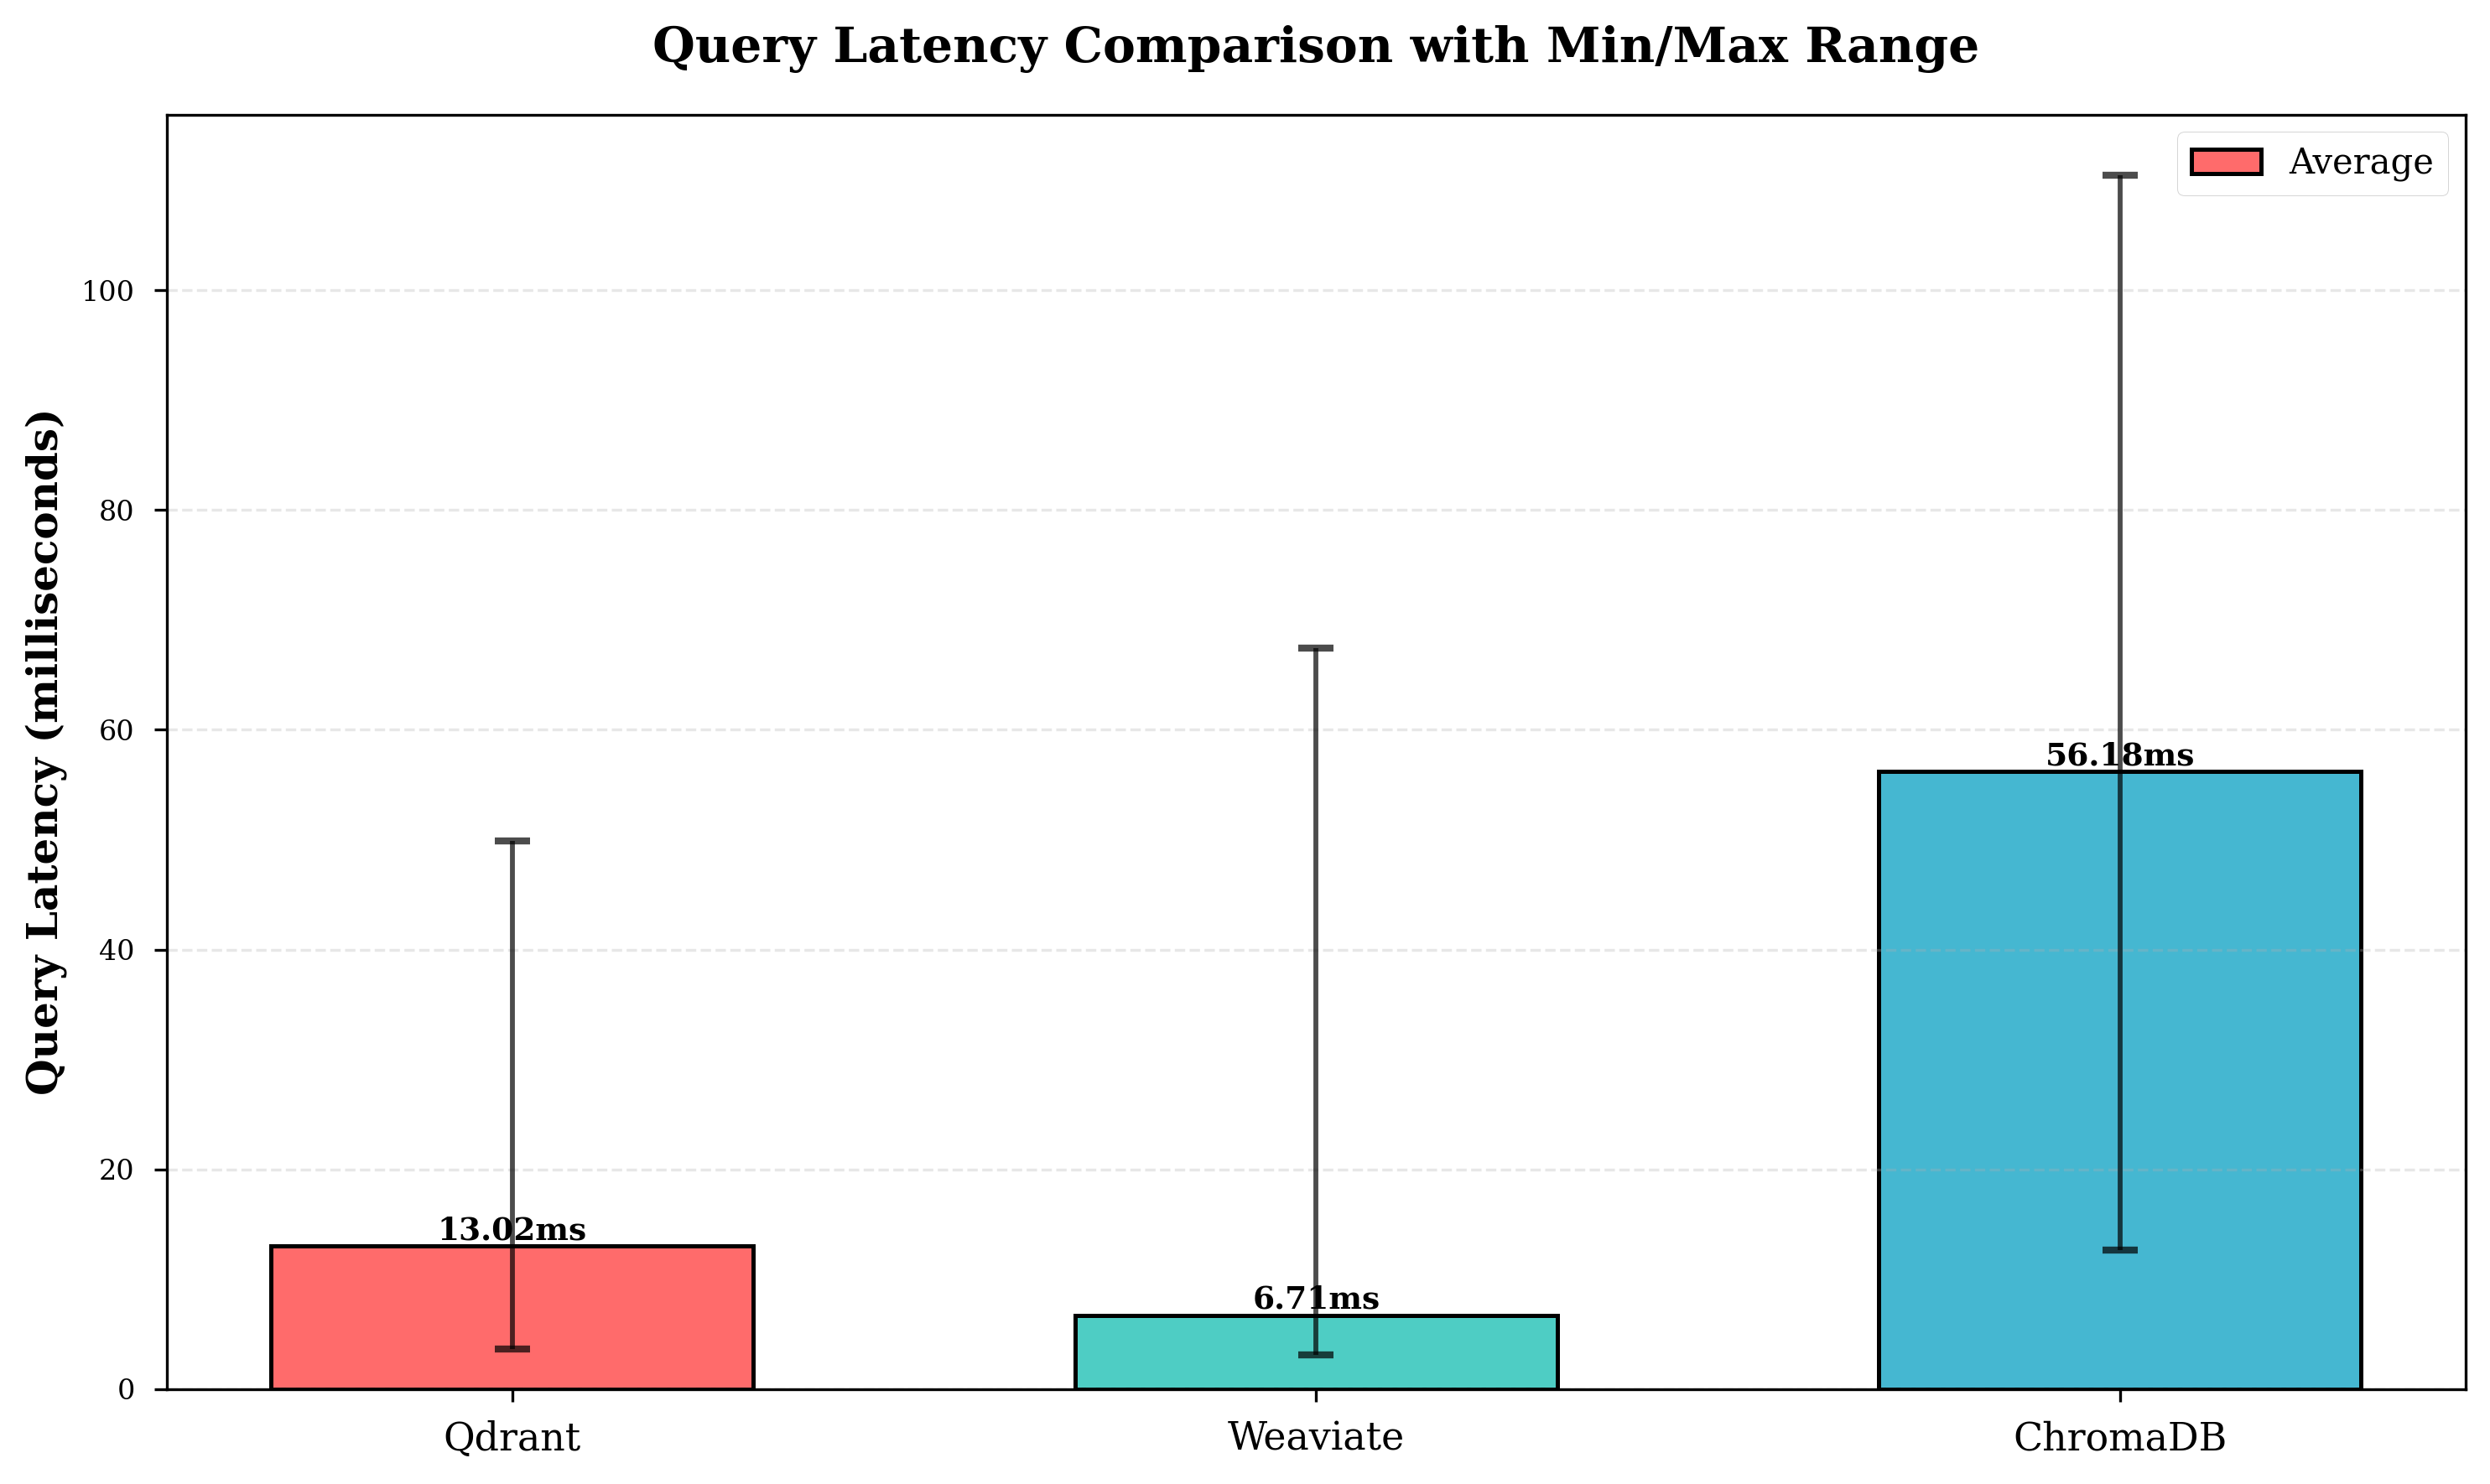 Query Latency Comparison with Min/Max Range
Average
Query Latency (milliseconds)
100
80
60
40
20
0
56.18ms
13.02ms
6.71ms
Qdrant
Weaviate
ChromaDB